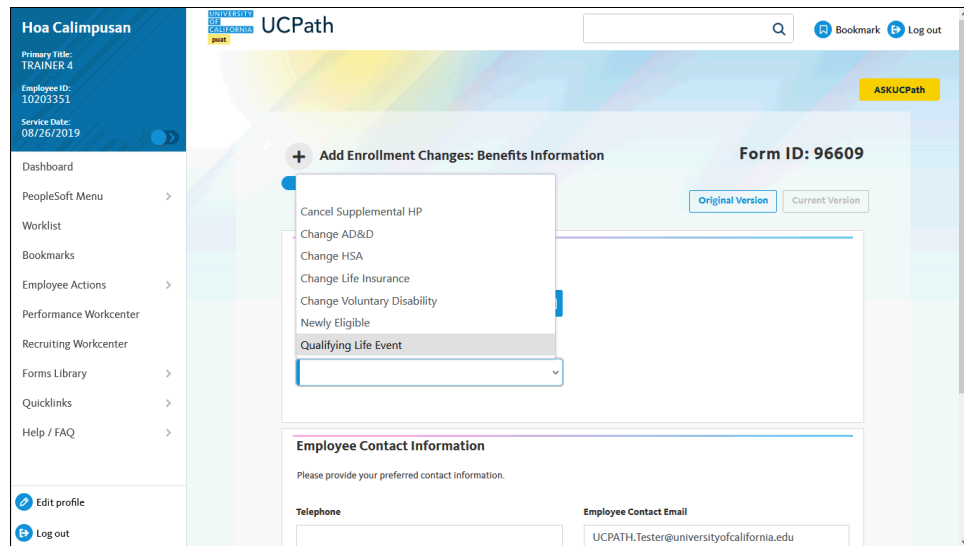 Hoa Calimpusan
Primary Title:
TRAINER 4
Employee ID:
10203351
Service Date:
08/26/2019
Dashboard
PeopleSoft Menu
Worklist
Bookmarks
Employee Actions
Performance Workcenter
Recruiting Workcenter
Forms Library
Quicklinks
Help / FAQ
Edit profile
Log out
UNIVERSITY
OF
CALIFORNIA
puat
UCPath
Bookmark
Log out
ASKUCPath
Add Enrollment Changes: Benefits Information
Form ID: 96609
Original Version
Current Version
Cancel Supplemental HP
Change AD&D
Change HSA
Change Life Insurance
Change Voluntary Disability
Newly Eligible
Qualifying Life Event
Employee Contact Information
Please provide your preferred contact information.
Telephone
Employee Contact Email
UCPATH.Tester@universityofcalifornia.edu